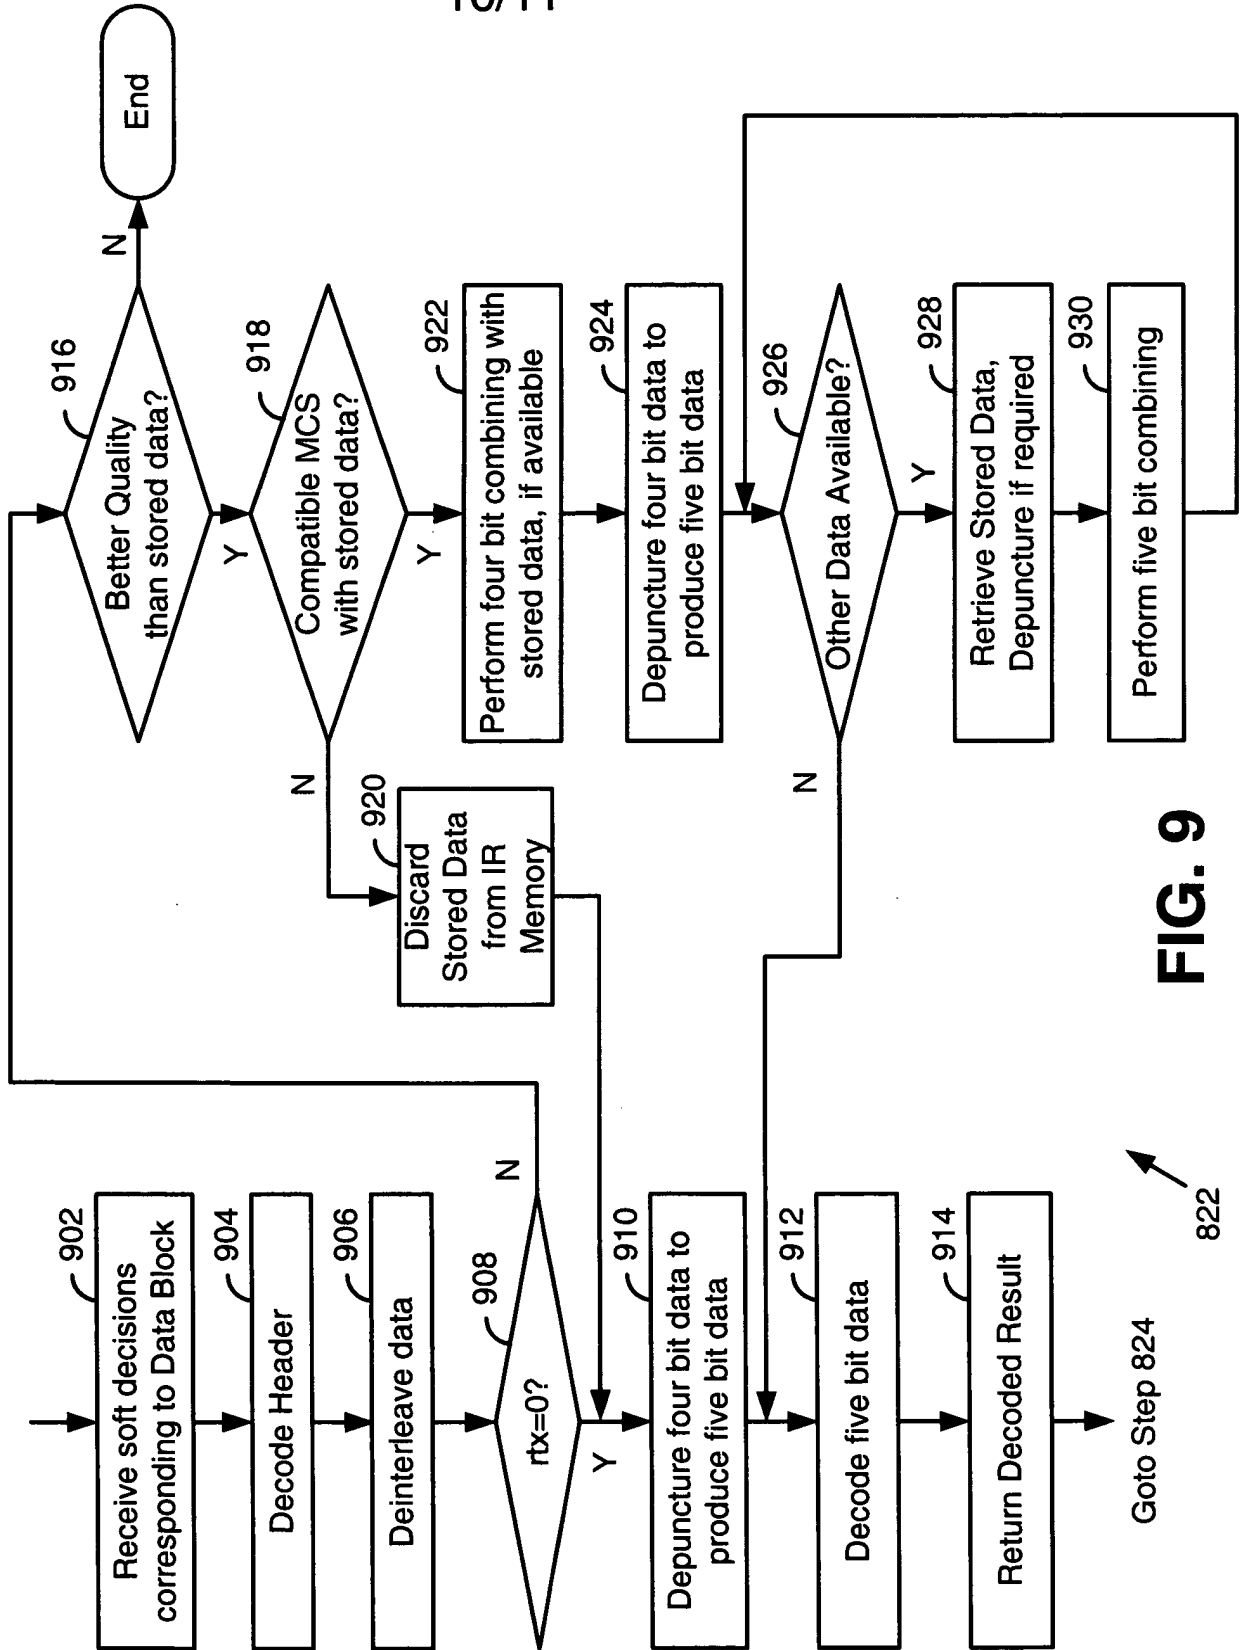 10/11
902
Receive soft decisions
corresponding to Data Block
904
Decode Header
906
Deinterleave data
908
rtx=0?
N
Y
910
Depuncture four bit data to
produce five bit data
912
Decode five bit data
914
Return Decoded Result
Goto Step 824
822
916
Better Quality
than stored data?
N
End
Y
918
Compatible MCS
with stored data?
N
920
Discard
Stored Data
from IR
Memory
Y
922
Perform four bit combining with
stored data, if available
924
Depuncture four bit data to
produce five bit data
926
Other Data Available?
N
Y
928
Retrieve Stored Data,
Depuncture if required
930
Perform five bit combining
FIG. 9